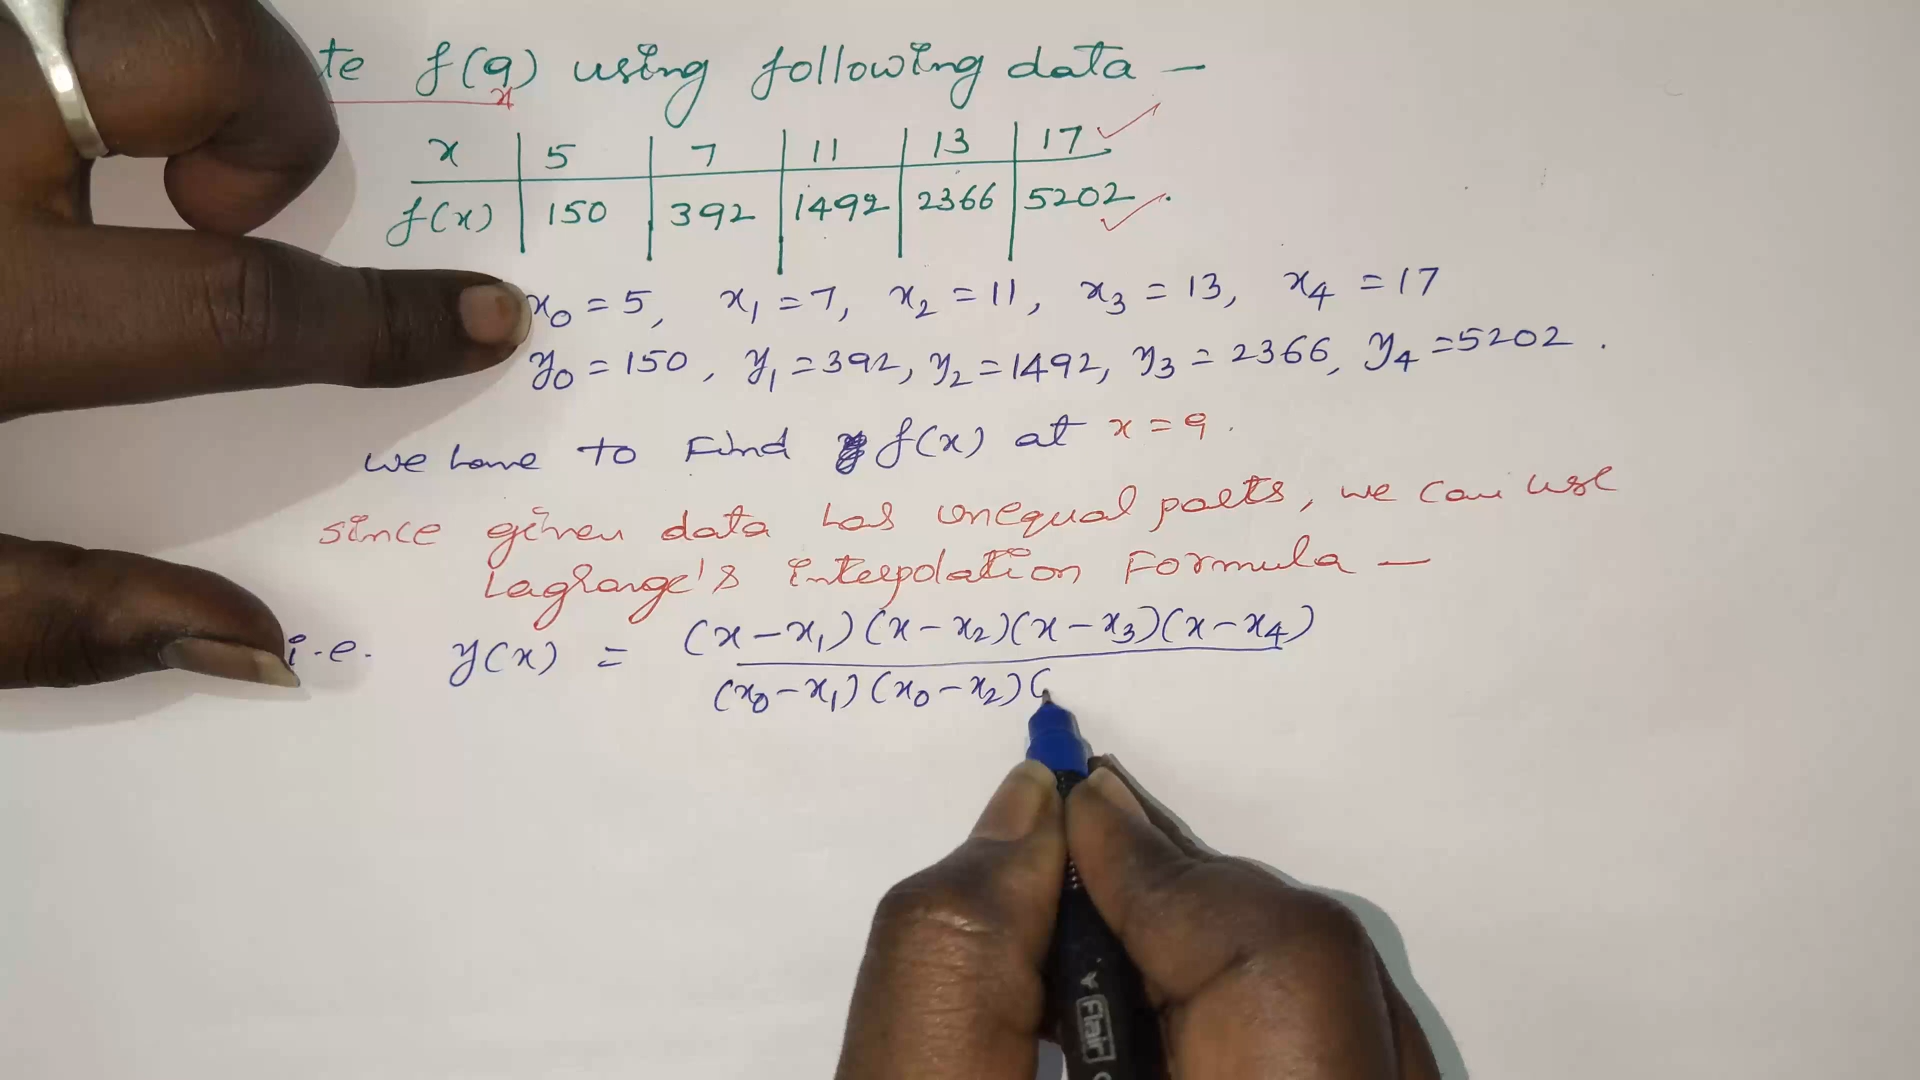 te f(9) using following data —
x
x | 5 | 7 | 11 | 13 | 17
f(x) | 150 | 392 | 1492 | 2366 | 5202 .
x₀ = 5, x₁ = 7, x₂ = 11, x₃ = 13, x₄ = 17
y₀ = 150, y₁ = 392, y₂ = 1492, y₃ = 2366, y₄ = 5202 .
we have to Find f(x) at x = 9 .
since given data has unequal parts, we can use
Lagrange's interpolation Formula —
i.e. y(x) = (x - x₁)(x - x₂)(x - x₃)(x - x₄)
(x₀ - x₁)(x₀ - x₂)(
Flair